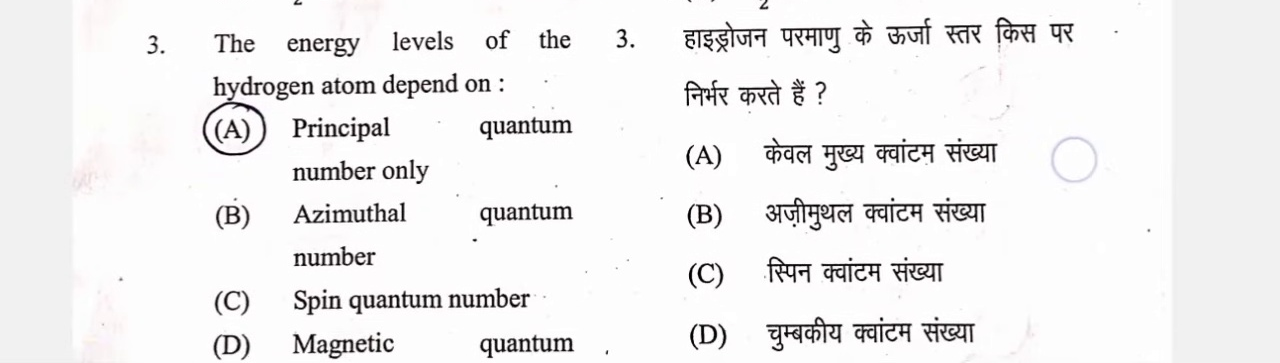 3. The energy levels of the
hydrogen atom depend on :
(A) Principal quantum
number only
(B) Azimuthal quantum
number
(C) Spin quantum number
(D) Magnetic quantum
3. हाइड्रोजन परमाणु के ऊर्जा स्तर किस पर
निर्भर करते हैं ?
(A) केवल मुख्य क्वांटम संख्या
(B) अज़ीमुथल क्वांटम संख्या
(C) स्पिन क्वांटम संख्या
(D) चुम्बकीय क्वांटम संख्या